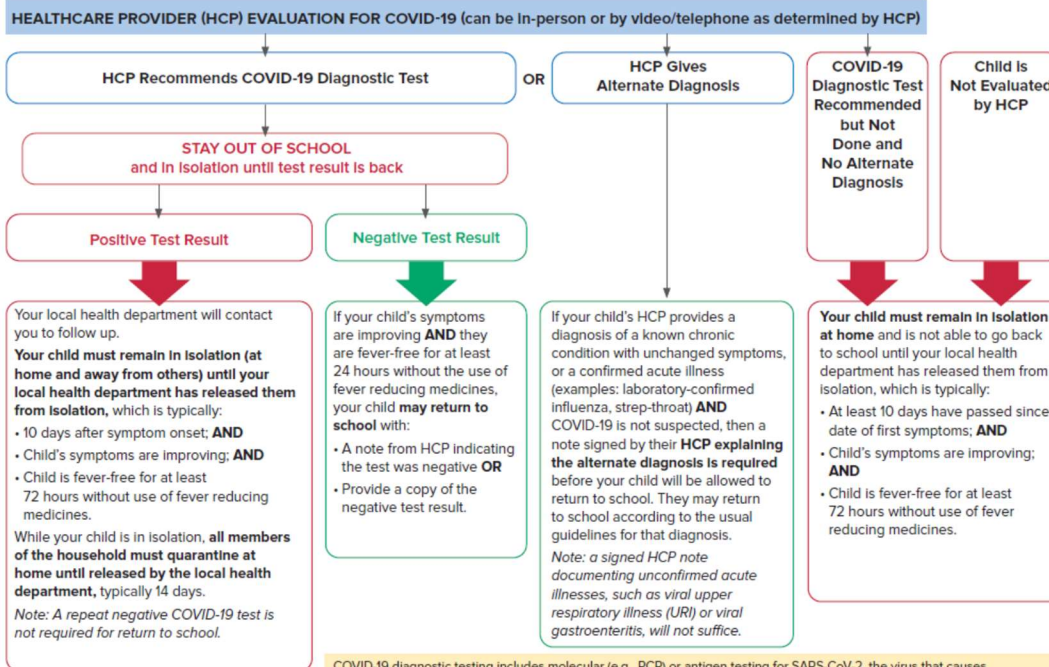 HEALTHCARE PROVIDER (HCP) EVALUATION FOR COVID-19 (can be in-person or by video/telephone as determined by HCP)
HCP Recommends COVID-19 Diagnostic Test
OR
HCP Gives
Alternate Diagnosis
COVID-19
Diagnostic Test
Recommended
but Not
Done and
No Alternate
Diagnosis
Child is
Not Evaluated
by HCP
STAY OUT OF SCHOOL
and in isolation until test result is back
Positive Test Result
Negative Test Result
Your local health department will contact
you to follow up.
Your child must remain in isolation (at
home and away from others) until your
local health department has released them
from isolation, which is typically:
• 10 days after symptom onset; AND
• Child's symptoms are improving; AND
• Child is fever-free for at least
72 hours without use of fever reducing
medicines.
While your child is in isolation, all members
of the household must quarantine at
home until released by the local health
department, typically 14 days.
Note: A repeat negative COVID-19 test is
not required for return to school.
If your child's symptoms
are improving AND they
are fever-free for at least
24 hours without the use of
fever reducing medicines,
your child may return to
school with:
• A note from HCP indicating
the test was negative OR
• Provide a copy of the
negative test result.
If your child's HCP provides a
diagnosis of a known chronic
condition with unchanged symptoms,
or a confirmed acute illness
(examples: laboratory-confirmed
influenza, strep-throat) AND
COVID-19 is not suspected, then a
note signed by their HCP explaining
the alternate diagnosis is required
before your child will be allowed to
return to school. They may return
to school according to the usual
guidelines for that diagnosis.
Note: a signed HCP note
documenting unconfirmed acute
illnesses, such as viral upper
respiratory illness (URI) or viral
gastroenteritis, will not suffice.
Your child must remain in isolation
at home and is not able to go back
to school until your local health
department has released them from
isolation, which is typically:
• At least 10 days have passed since
date of first symptoms; AND
• Child's symptoms are improving;
AND
• Child is fever-free for at least
72 hours without use of fever
reducing medicines.
COVID-19 diagnostic testing includes molecular (e.g., PCR) or antigen testing for SARS-CoV-2, the virus that causes